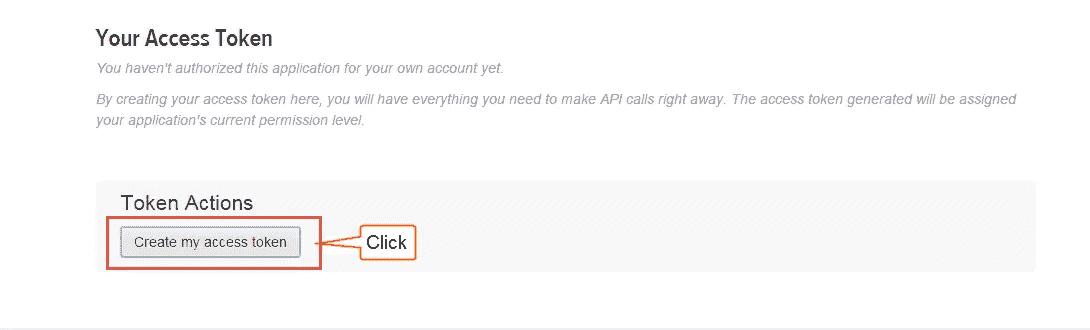 Your Access Token
You haven't authorized this application for your own account yet.
By creating your access token here, you will have everything you need to make API calls right away. The access token generated will be assigned
your application's current permission level.
Token Actions
Create my access token
Click